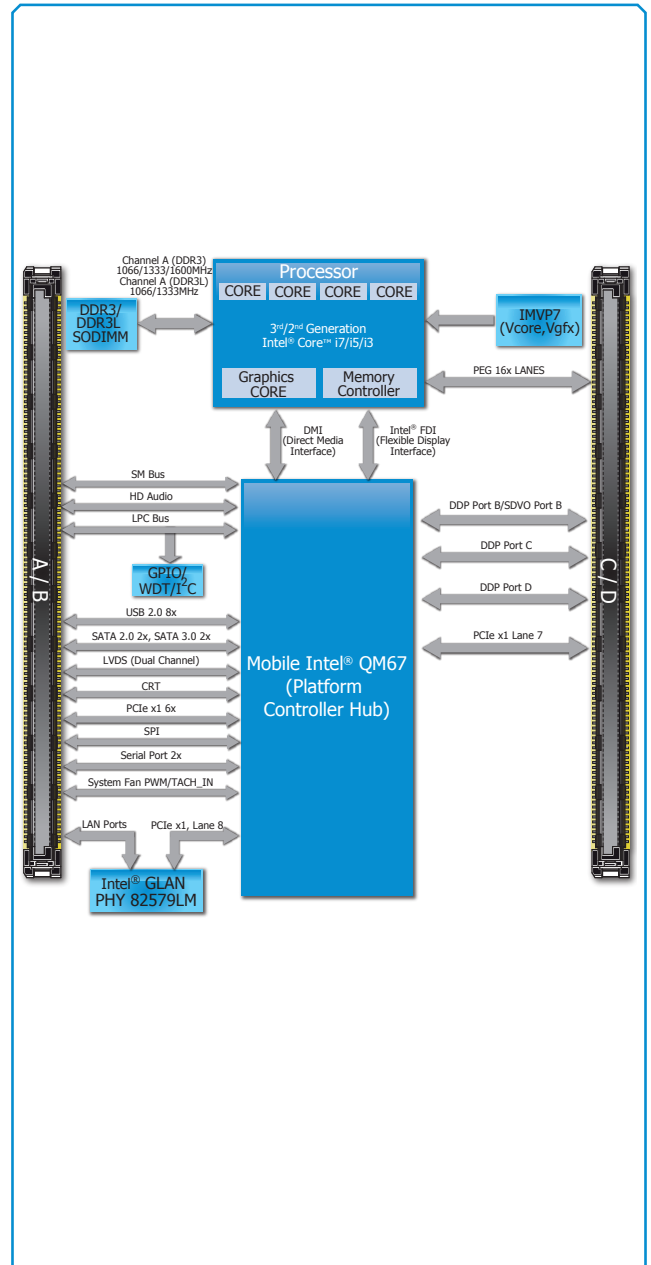 Channel A (DDR3)
1066/1333/1600MHz
Channel A (DDR3L)
1066/1333MHz
DDR3/
DDR3L
SODIMM
Processor
CORE CORE CORE CORE
3rd/2nd Generation
Intel® Core™ i7/i5/i3
Graphics
CORE
Memory
Controller
IMVP7
(Vcore,Vgfx)
PEG 16x LANES
DMI
(Direct Media
Interface)
Intel® FDI
(Flexible Display
Interface)
A / B
SM Bus
HD Audio
LPC Bus
GPIO/
WDT/I²C
USB 2.0 8x
SATA 2.0 2x, SATA 3.0 2x
LVDS (Dual Channel)
CRT
PCIe x1 6x
SPI
Serial Port 2x
System Fan PWM/TACH_IN
LAN Ports
PCIe x1, Lane 8
Intel® GLAN
PHY 82579LM
Mobile Intel® QM67
(Platform
Controller Hub)
DDP Port B/SDVO Port B
DDP Port C
DDP Port D
PCIe x1 Lane 7
C / D